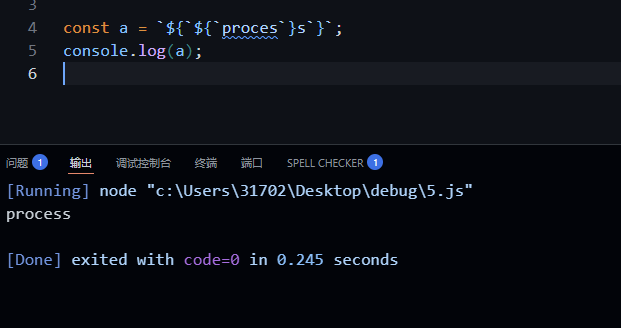 3
4 const a = `${`${`proces`}s`}`;
5 console.log(a);
6
问题 1 输出 调试控制台 终端 端口 SPELL CHECKER 1
[Running] node "c:\Users\31702\Desktop\debug\5.js"
process
[Done] exited with code=0 in 0.245 seconds